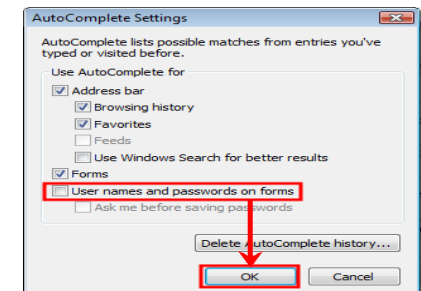 AutoComplete Settings
AutoComplete lists possible matches from entries you've
typed or visited before.
Use AutoComplete for
Address bar
Browsing history
Favorites
Feeds
Use Windows Search for better results
Forms
User names and passwords on forms
Ask me before saving passwords
Delete AutoComplete history...
OK Cancel